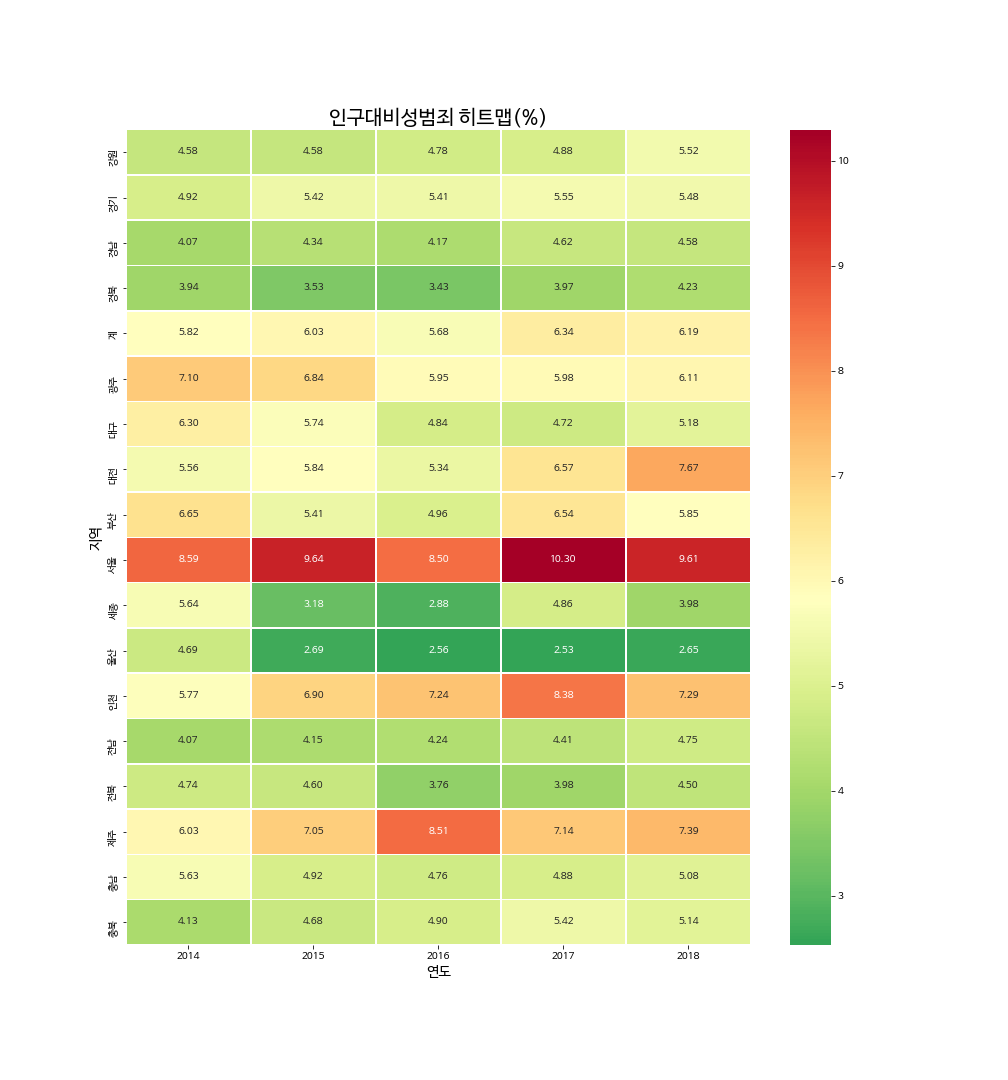 인구대비성범죄 히트맵(%)
강원 4.58 4.58 4.78 4.88 5.52
경기 4.92 5.42 5.41 5.55 5.48
경남 4.07 4.34 4.17 4.62 4.58
경북 3.94 3.53 3.43 3.97 4.23
계 5.82 6.03 5.68 6.34 6.19
광주 7.10 6.84 5.95 5.98 6.11
대구 6.30 5.74 4.84 4.72 5.18
대전 5.56 5.84 5.34 6.57 7.67
부산 6.65 5.41 4.96 6.54 5.85
지역
서울 8.59 9.64 8.50 10.30 9.61
세종 5.64 3.18 2.88 4.86 3.98
울산 4.69 2.69 2.56 2.53 2.65
인천 5.77 6.90 7.24 8.38 7.29
전남 4.07 4.15 4.24 4.41 4.75
전북 4.74 4.60 3.76 3.98 4.50
제주 6.03 7.05 8.51 7.14 7.39
충남 5.63 4.92 4.76 4.88 5.08
충북 4.13 4.68 4.90 5.42 5.14
2014 2015 2016 2017 2018
연도
10
9
8
7
6
5
4
3